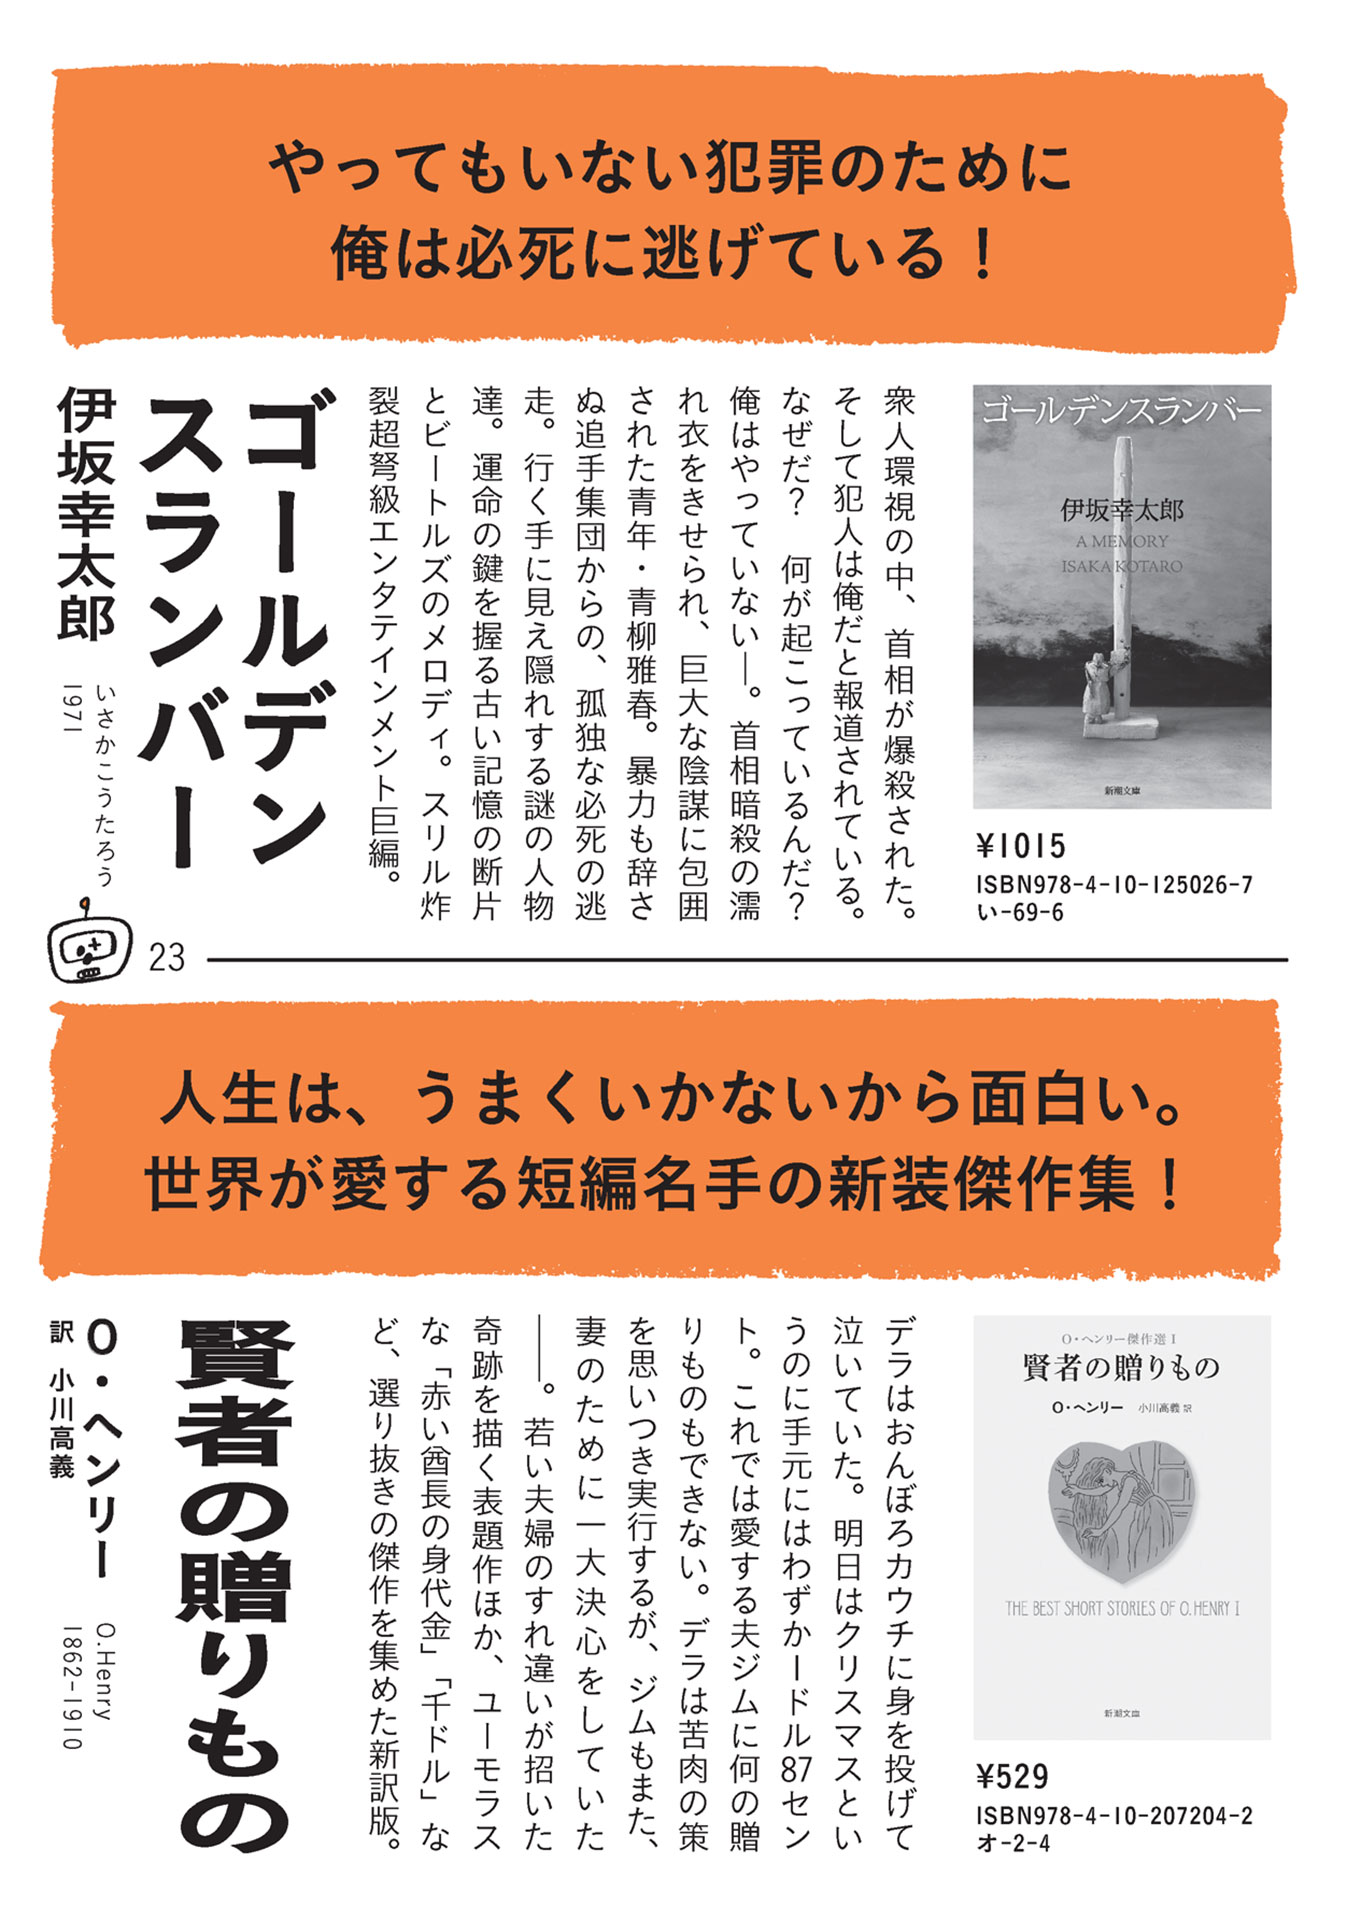 やってもいない犯罪のために
俺は必死に逃げている！
ゴールデンスランバー
伊坂幸太郎
A MEMORY
ISAKA KOTARO
新潮文庫
¥1015
ISBN978-4-10-125026-7
い-69-6
衆人環視の中、首相が爆殺された。
そして犯人は俺だと報道されている。
なぜだ？　何が起こっているんだ？
俺はやっていない―。首相暗殺の濡
れ衣をきせられ、巨大な陰謀に包囲
された青年・青柳雅春。暴力も辞さ
ぬ追手集団からの、孤独な必死の逃
走。行く手に見え隠れする謎の人物
達。運命の鍵を握る古い記憶の断片
とビートルズのメロディ。スリル炸
裂超弩級エンタテインメント巨編。
ゴールデン
スランバー
伊坂幸太郎
いさかこうたろう
1971
23
人生は、うまくいかないから面白い。
世界が愛する短編名手の新装傑作集！
O・ヘンリー傑作選 I
賢者の贈りもの
O・ヘンリー　小川高義 訳
THE BEST SHORT STORIES OF O.HENRY I
新潮文庫
¥529
ISBN978-4-10-207204-2
オ-2-4
デラはおんぼろカウチに身を投げて
泣いていた。明日はクリスマスとい
うのに手元にはわずか一ドル87セン
ト。これでは愛する夫ジムに何の贈
りものもできない。デラは苦肉の策
を思いつき実行するが、ジムもまた、
妻のために一大決心をしていた
――。若い夫婦のすれ違いが招いた
奇跡を描く表題作ほか、ユーモラス
な「赤い酋長の身代金」「千ドル」な
ど、選り抜きの傑作を集めた新訳版。
賢者の贈りもの
O・ヘンリー
訳 小川高義
O.Henry
1862-1910